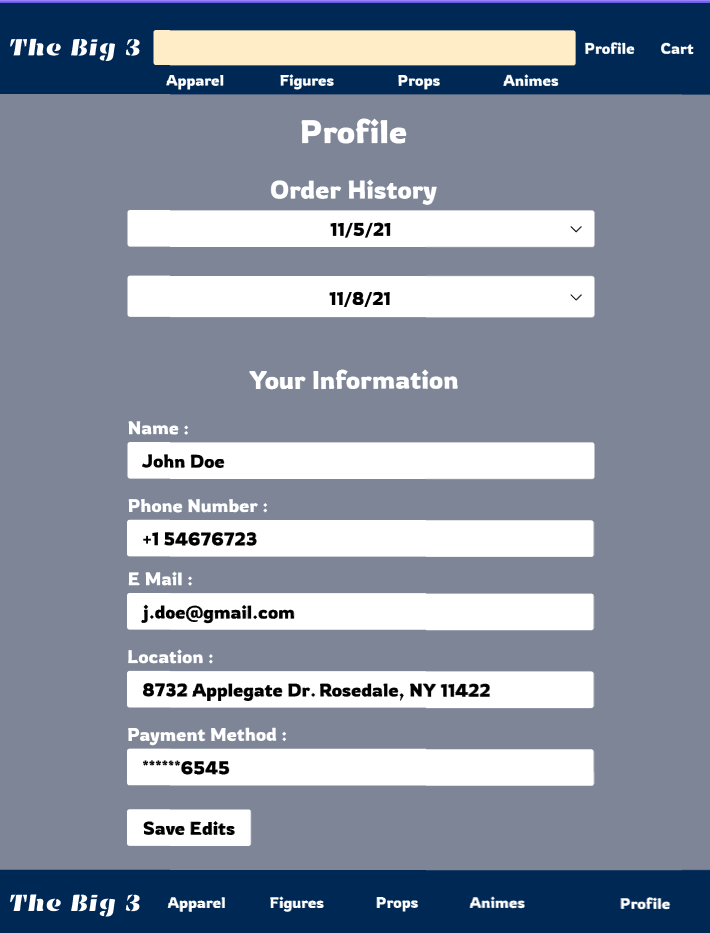 The Big 3 Profile Cart
Apparel Figures Props Animes
Profile
Order History
11/5/21
11/8/21
Your Information
Name :
John Doe
Phone Number :
+1 54676723
E Mail :
j.doe@gmail.com
Location :
8732 Applegate Dr. Rosedale, NY 11422
Payment Method :
******6545
Save Edits
The Big 3 Apparel Figures Props Animes Profile